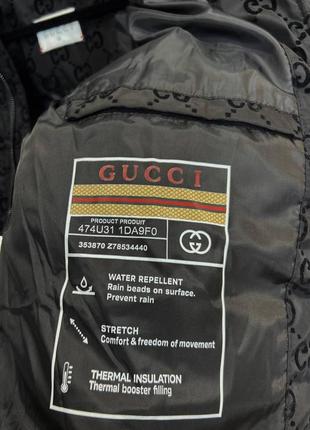 GUCCI
PRODUCT PRODUIT
474U31 1DA9F0
353870 Z78534440
WATER REPELLENT
Rain beads on surface.
Prevent rain
STRETCH
Comfort & freedom of movement
THERMAL INSULATION
Thermal booster filling